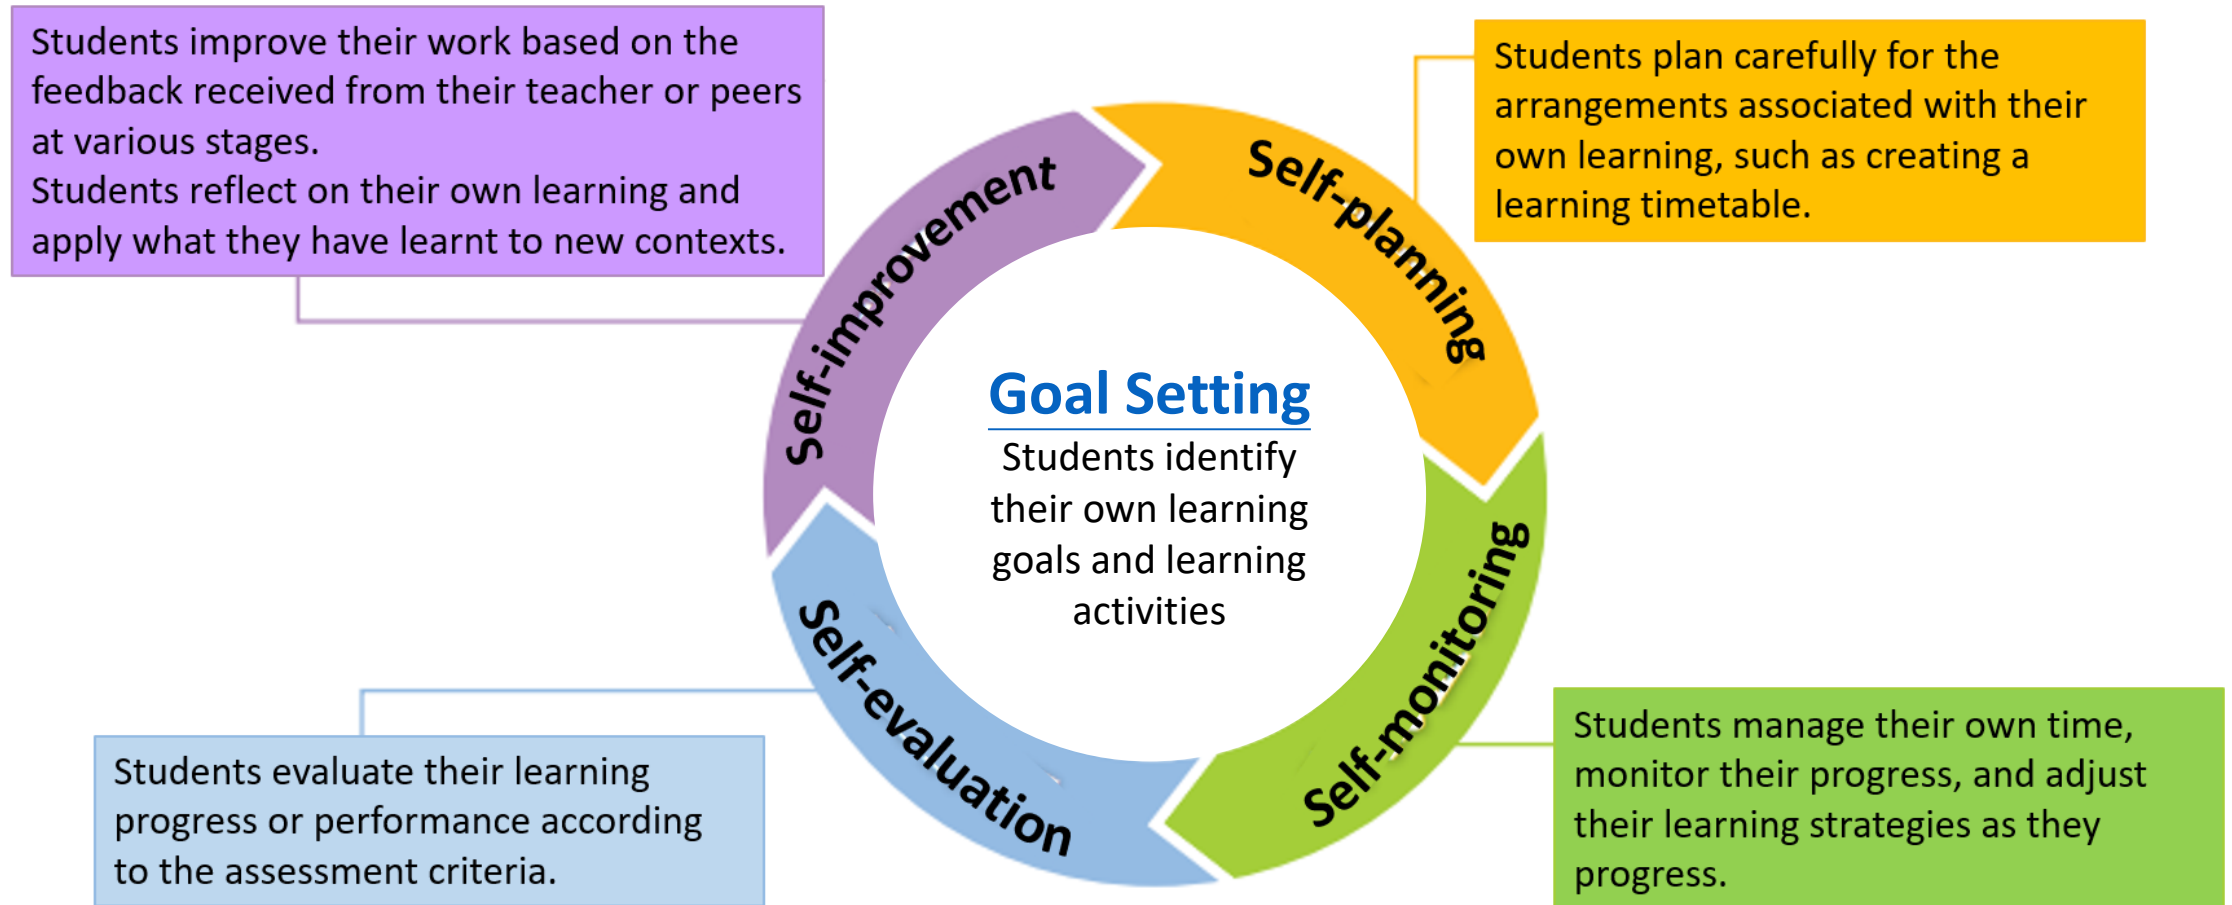 Students improve their work based on the
feedback received from their teacher or peers
at various stages.
Students reflect on their own learning and
apply what they have learnt to new contexts.
Students plan carefully for the
arrangements associated with their
own learning, such as creating a
learning timetable.
Self-improvement
Self-planning
Goal Setting
Students identify
their own learning
goals and learning
activities
Self-evaluation
Self-monitoring
Students evaluate their learning
progress or performance according
to the assessment criteria.
Students manage their own time,
monitor their progress, and adjust
their learning strategies as they
progress.